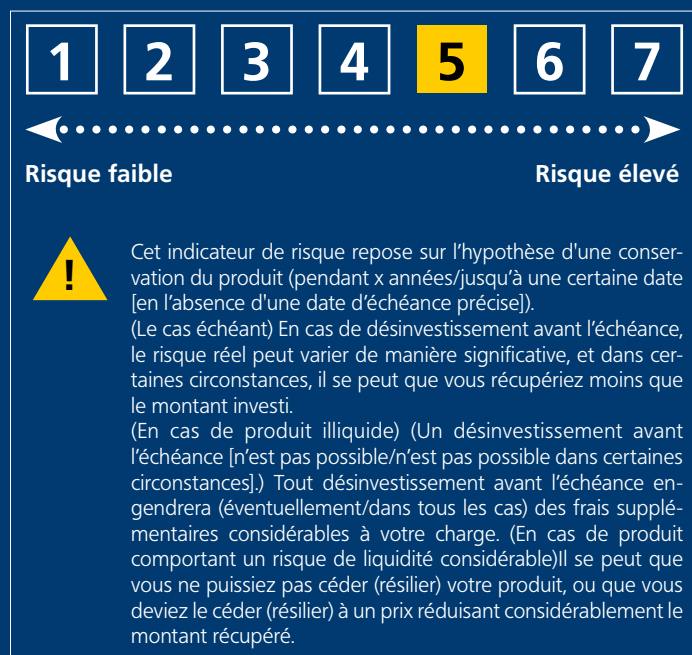 1 2 3 4 5 6 7
Risque faible Risque élevé
!
Cet indicateur de risque repose sur l’hypothèse d'une conser-
vation du produit (pendant x années/jusqu’à une certaine date
[en l’absence d'une date d’échéance précise]).
(Le cas échéant) En cas de désinvestissement avant l’échéance,
le risque réel peut varier de manière significative, et dans cer-
taines circonstances, il se peut que vous récupériez moins que
le montant investi.
(En cas de produit illiquide) (Un désinvestissement avant
l’échéance [n’est pas possible/n’est pas possible dans certaines
circonstances].) Tout désinvestissement avant l’échéance en-
gendrera (éventuellement/dans tous les cas) des frais supplé-
mentaires considérables à votre charge. (En cas de produit
comportant un risque de liquidité considérable)Il se peut que
vous ne puissiez pas céder (résilier) votre produit, ou que vous
deviez le céder (résilier) à un prix réduisant considérablement le
montant récupéré.